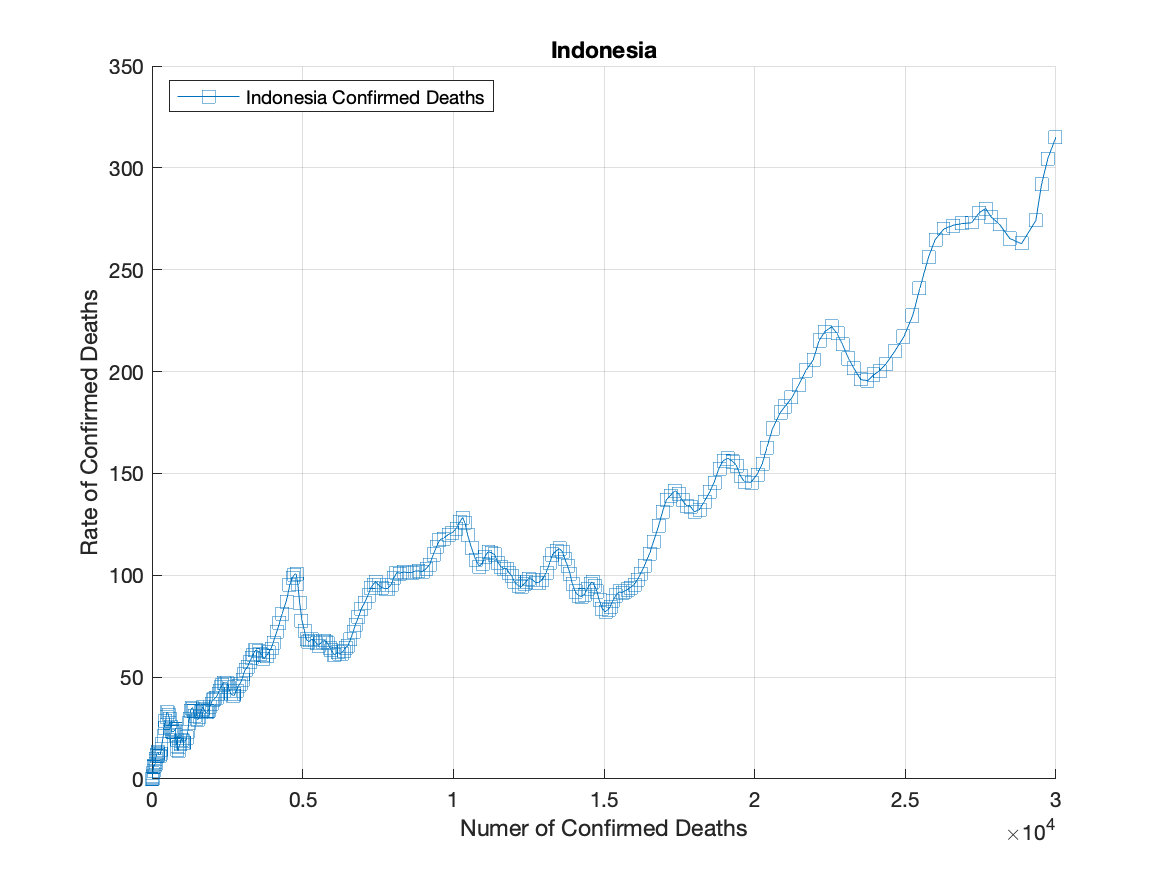 Indonesia
Indonesia Confirmed Deaths
350
300
250
200
150
100
50
0
Rate of Confirmed Deaths
0 0.5 1 1.5 2 2.5 3
Numer of Confirmed Deaths
×10^4